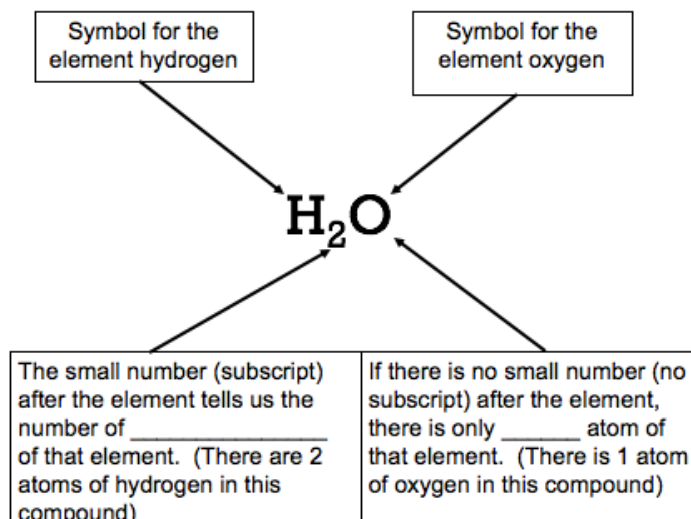 Symbol for the
element hydrogen
Symbol for the
element oxygen
H₂O
The small number (subscript)
after the element tells us the
number of _______________
of that element. (There are 2
atoms of hydrogen in this
compound)
If there is no small number (no
subscript) after the element,
there is only ______ atom of
that element. (There is 1 atom
of oxygen in this compound)